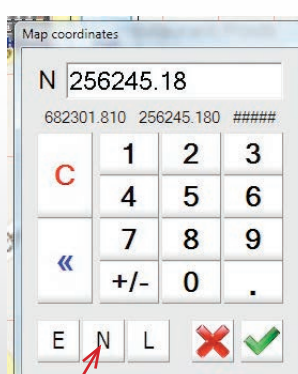 Map coordinates
N 256245.18
682301.810 256245.180 #####
C 1 2 3
4 5 6
« 7 8 9
+/- 0 .
E N L